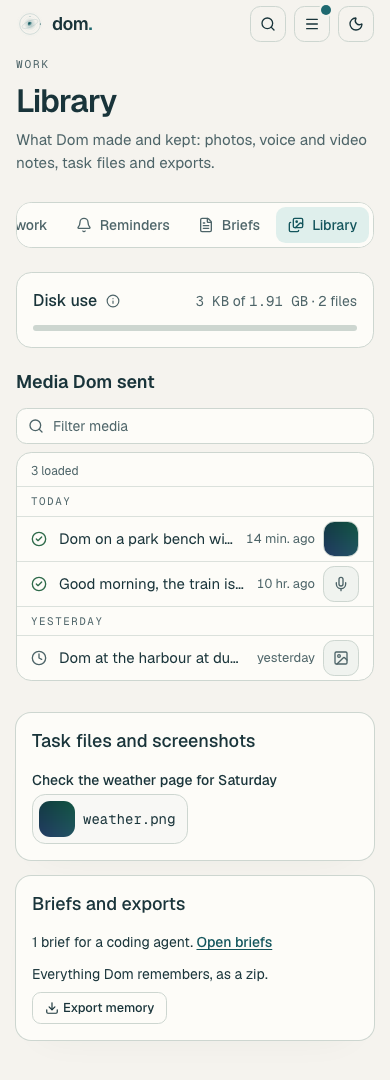 dom.
WORK
Library
What Dom made and kept: photos, voice and video
notes, task files and exports.
work Reminders Briefs Library
Disk use 3 KB of 1.91 GB · 2 files
Media Dom sent
Filter media
3 loaded
TODAY
Dom on a park bench wi… 14 min. ago
Good morning, the train is… 10 hr. ago
YESTERDAY
Dom at the harbour at du… yesterday
Task files and screenshots
Check the weather page for Saturday
weather.png
Briefs and exports
1 brief for a coding agent. Open briefs
Everything Dom remembers, as a zip.
Export memory